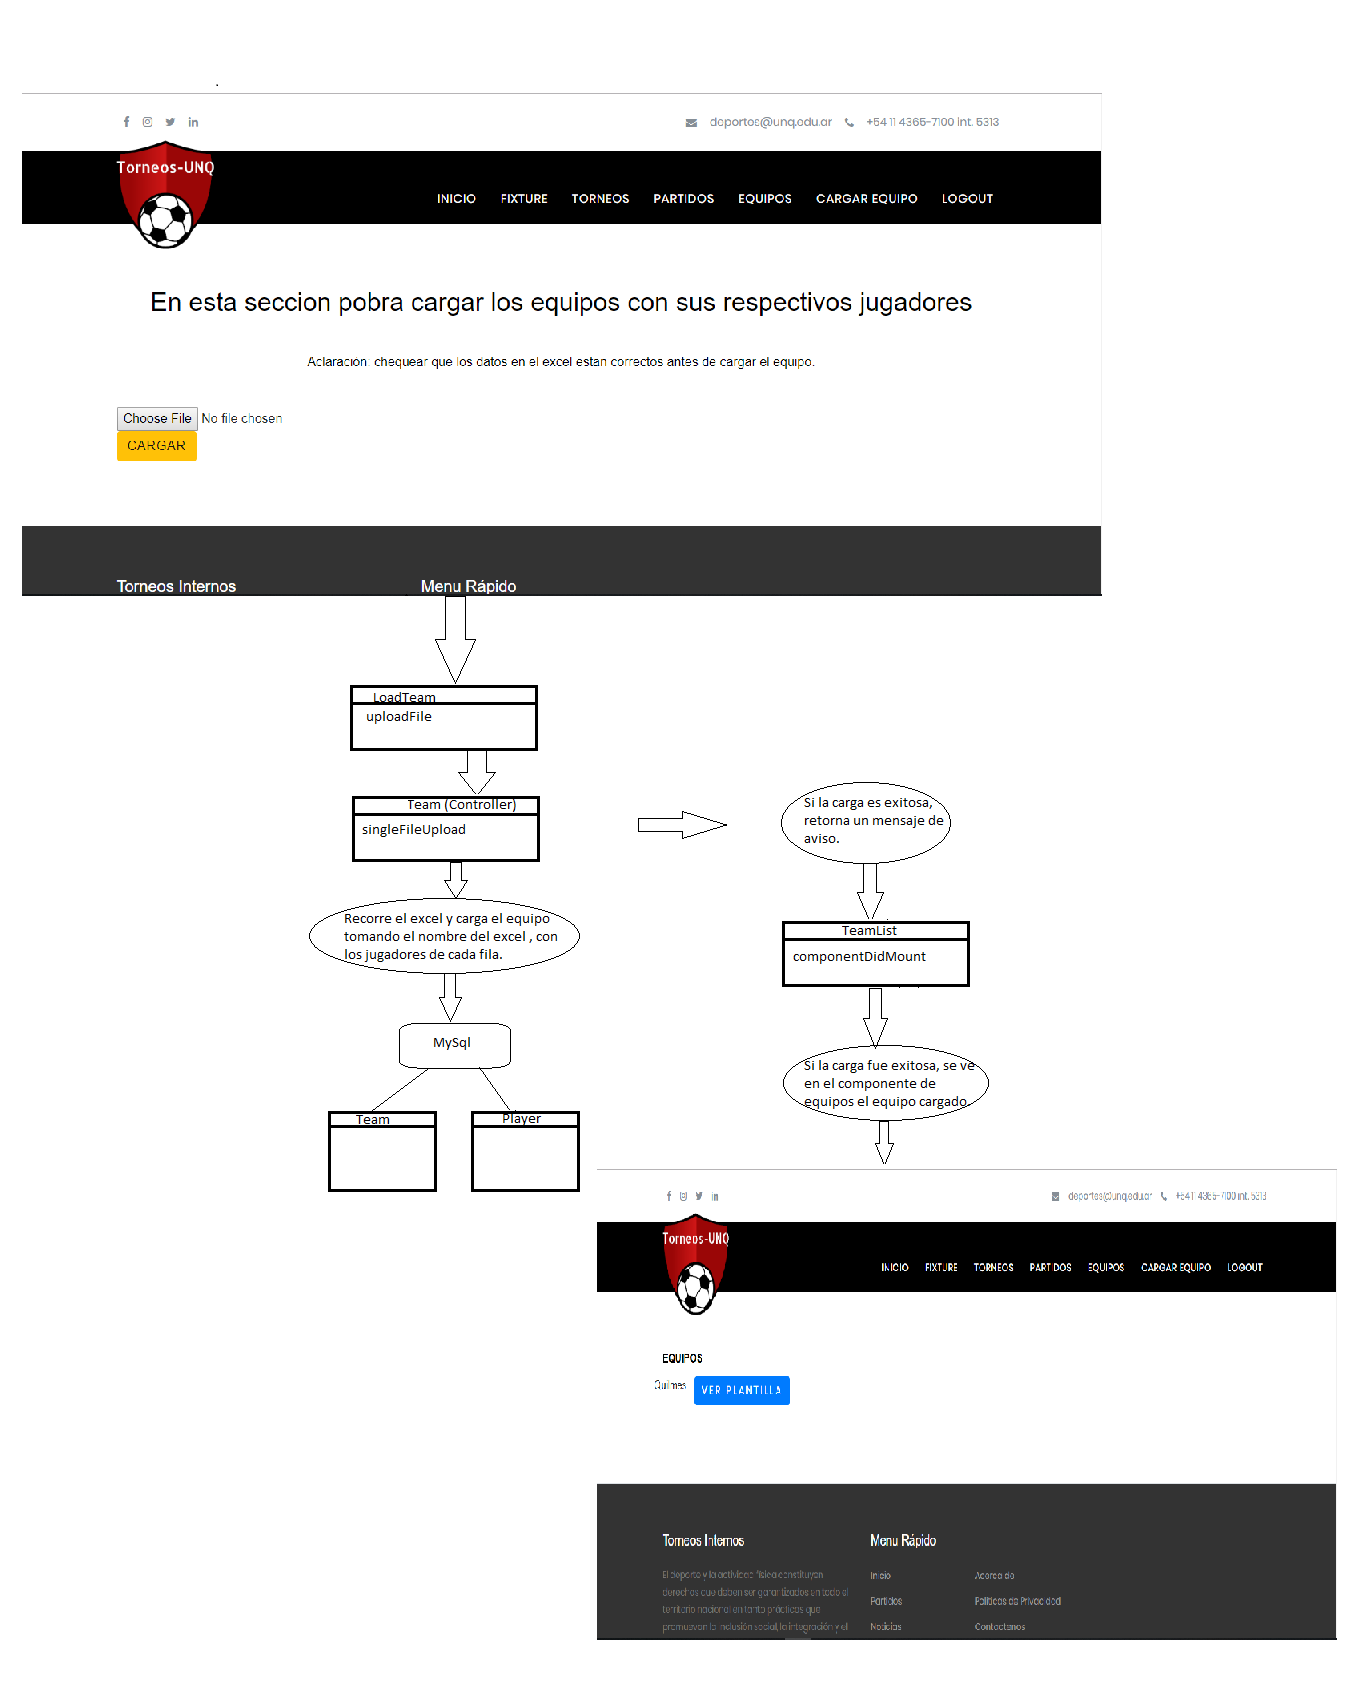 deportes@unq.edu.ar +54 11 4365-7100 int. 5313
Torneos-UNQ
INICIO FIXTURE TORNEOS PARTIDOS EQUIPOS CARGAR EQUIPO LOGOUT
En esta seccion pobra cargar los equipos con sus respectivos jugadores
Aclaracion: chequear que los datos en el excel estan correctos antes de cargar el equipo.
Choose File No file chosen
CARGAR
Torneos Internos Menu Rápido
LoadTeam
uploadFile
Team (Controller)
singleFileUpload
Si la carga es exitosa,
retorna un mensaje de
aviso.
Recorre el excel y carga el equipo
tomando el nombre del excel , con
los jugadores de cada fila.
TeamList
componentDidMount
MySql
Si la carga fue exitosa, se ve
en el componente de
equipos el equipo cargado.
Team
Player
deportes@unq.edu.ar +54 11 4365-7100 int. 5313
Torneos-UNQ
INICIO FIXTURE TORNEOS PARTIDOS EQUIPOS CARGAR EQUIPO LOGOUT
EQUIPOS
Quilmes VER PLANTILLA
Torneos Internos Menu Rápido
El deporte y la actividad física constituyen
derechos que deben ser garantizados en todo el
territorio nacional en tanto prácticas que
promuevan la inclusión social, la integración y el
Inicio Acerca de
Partidos Políticas de Privacidad
Noticias Contactenos